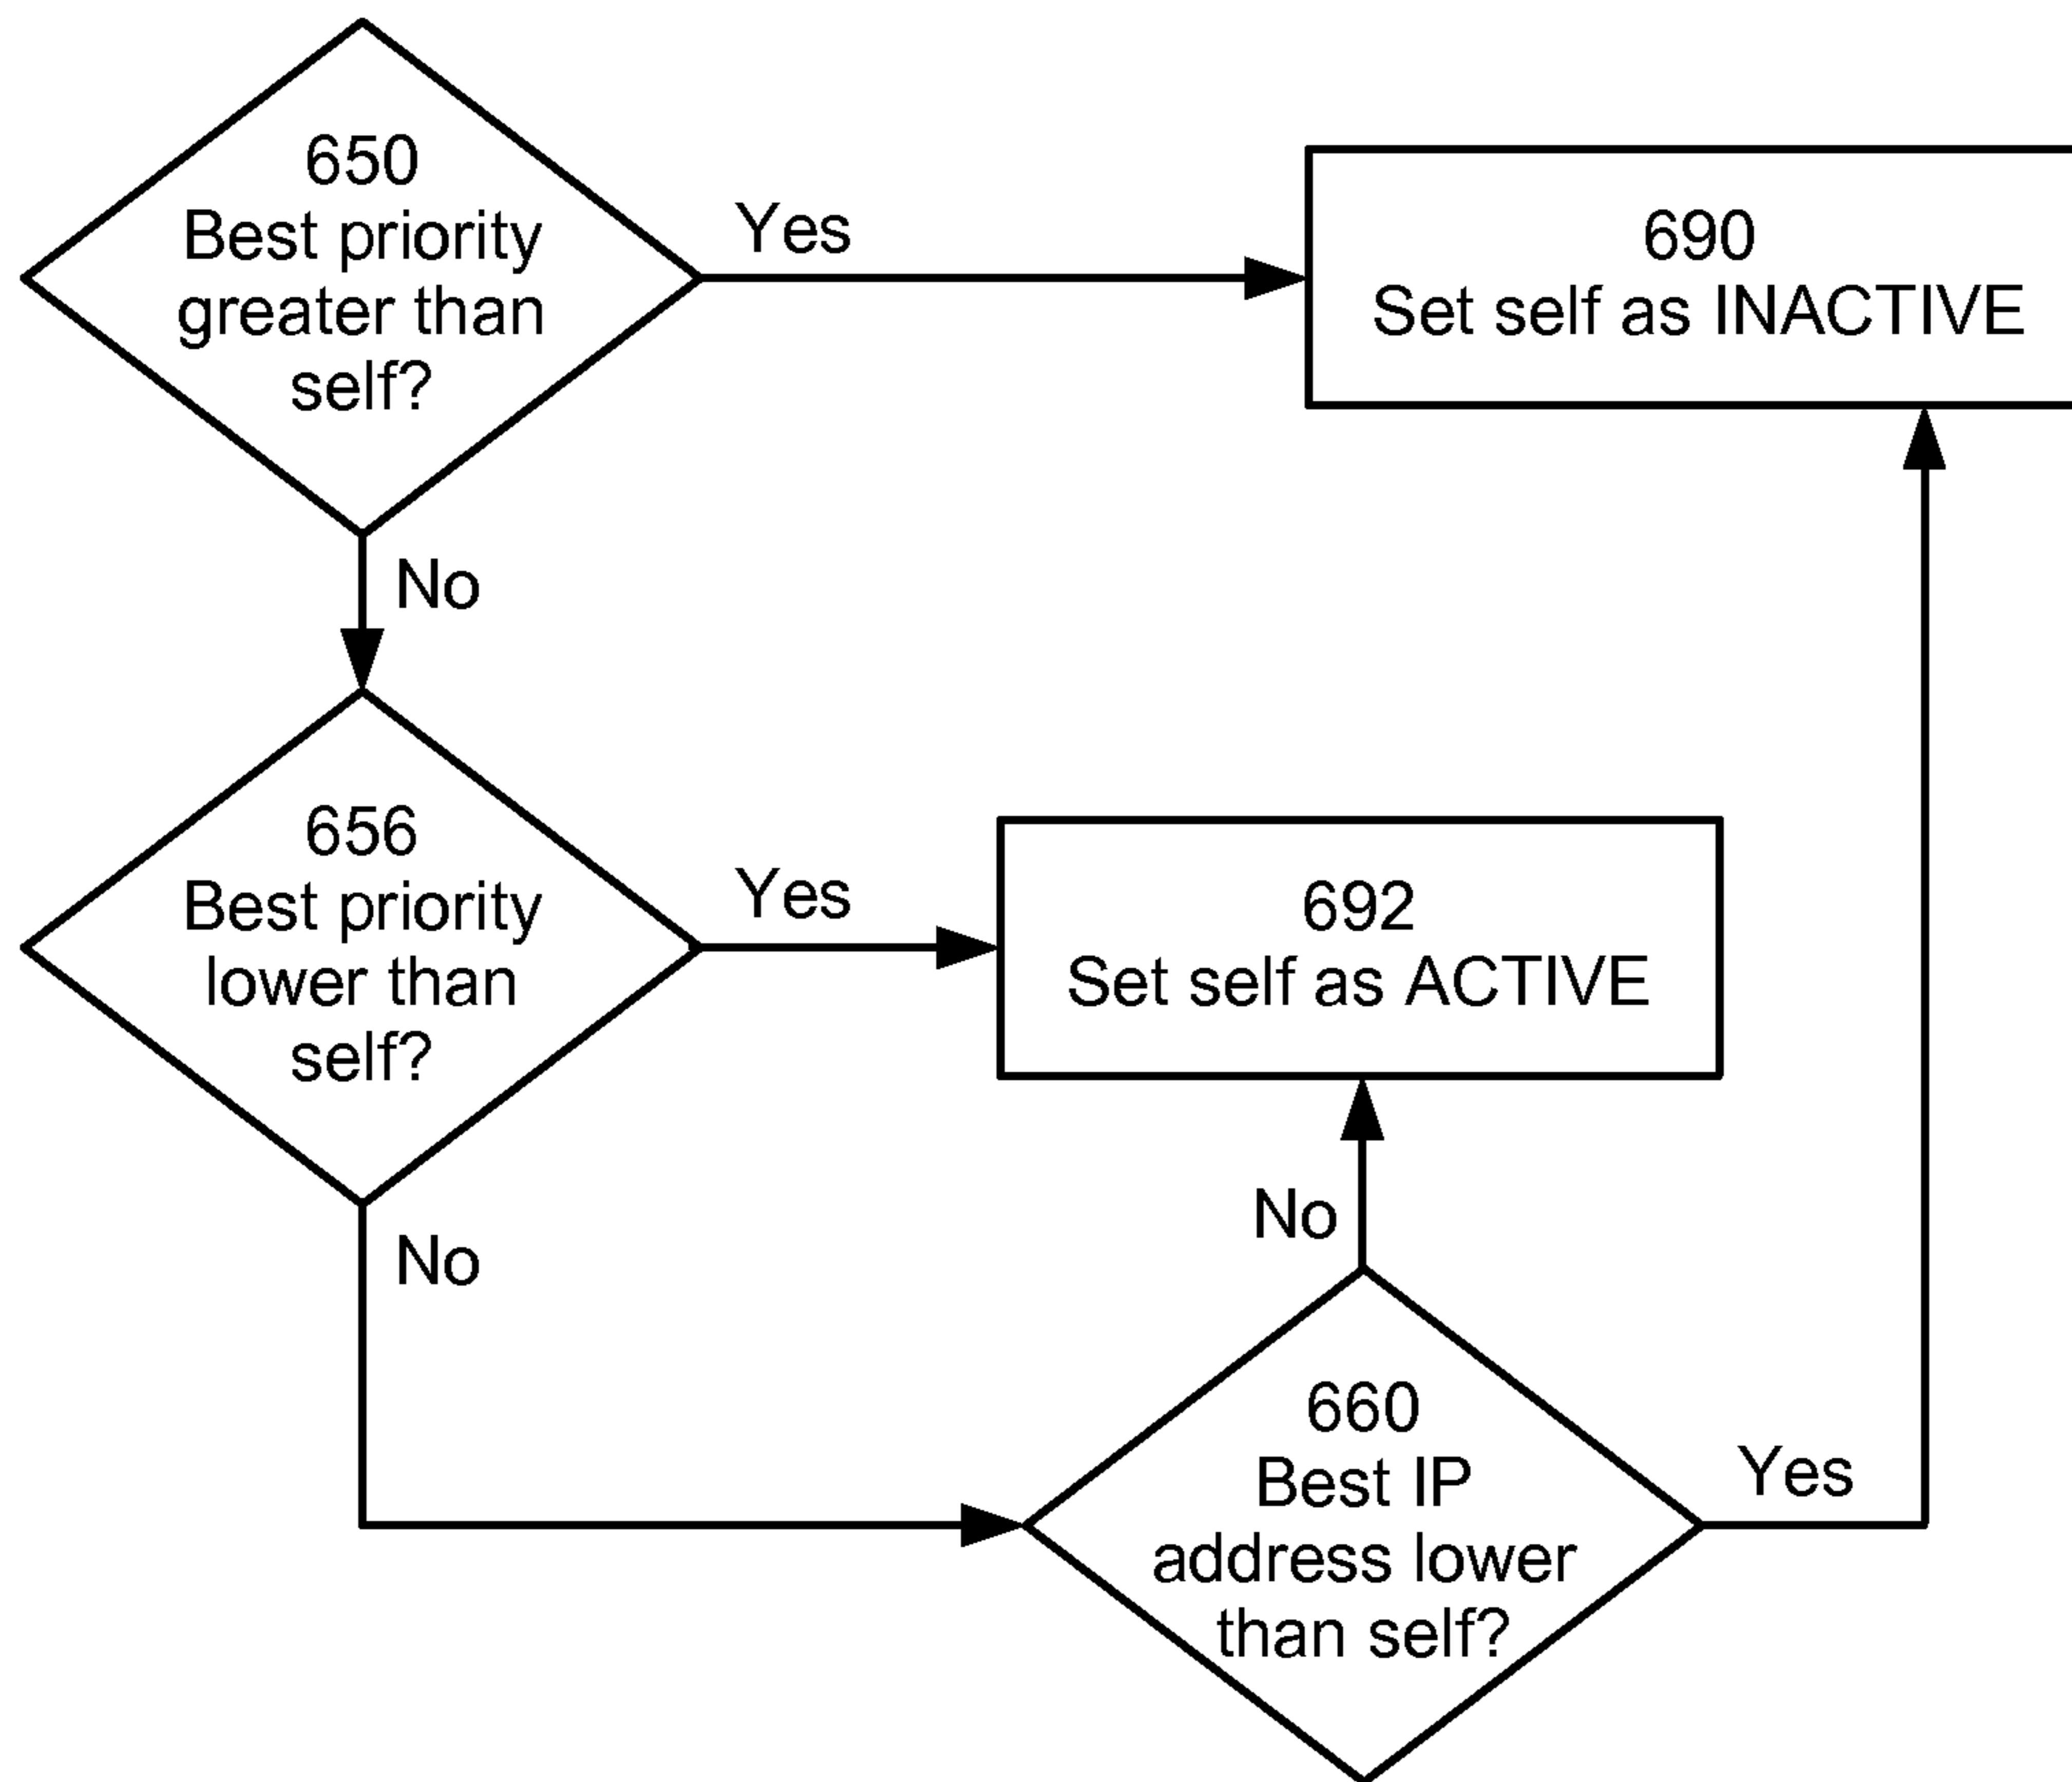 650
Best priority
greater than
self?
Yes
690
Set self as INACTIVE
No
656
Best priority
lower than
self?
Yes
692
Set self as ACTIVE
No
No
660
Best IP
address lower
than self?
Yes